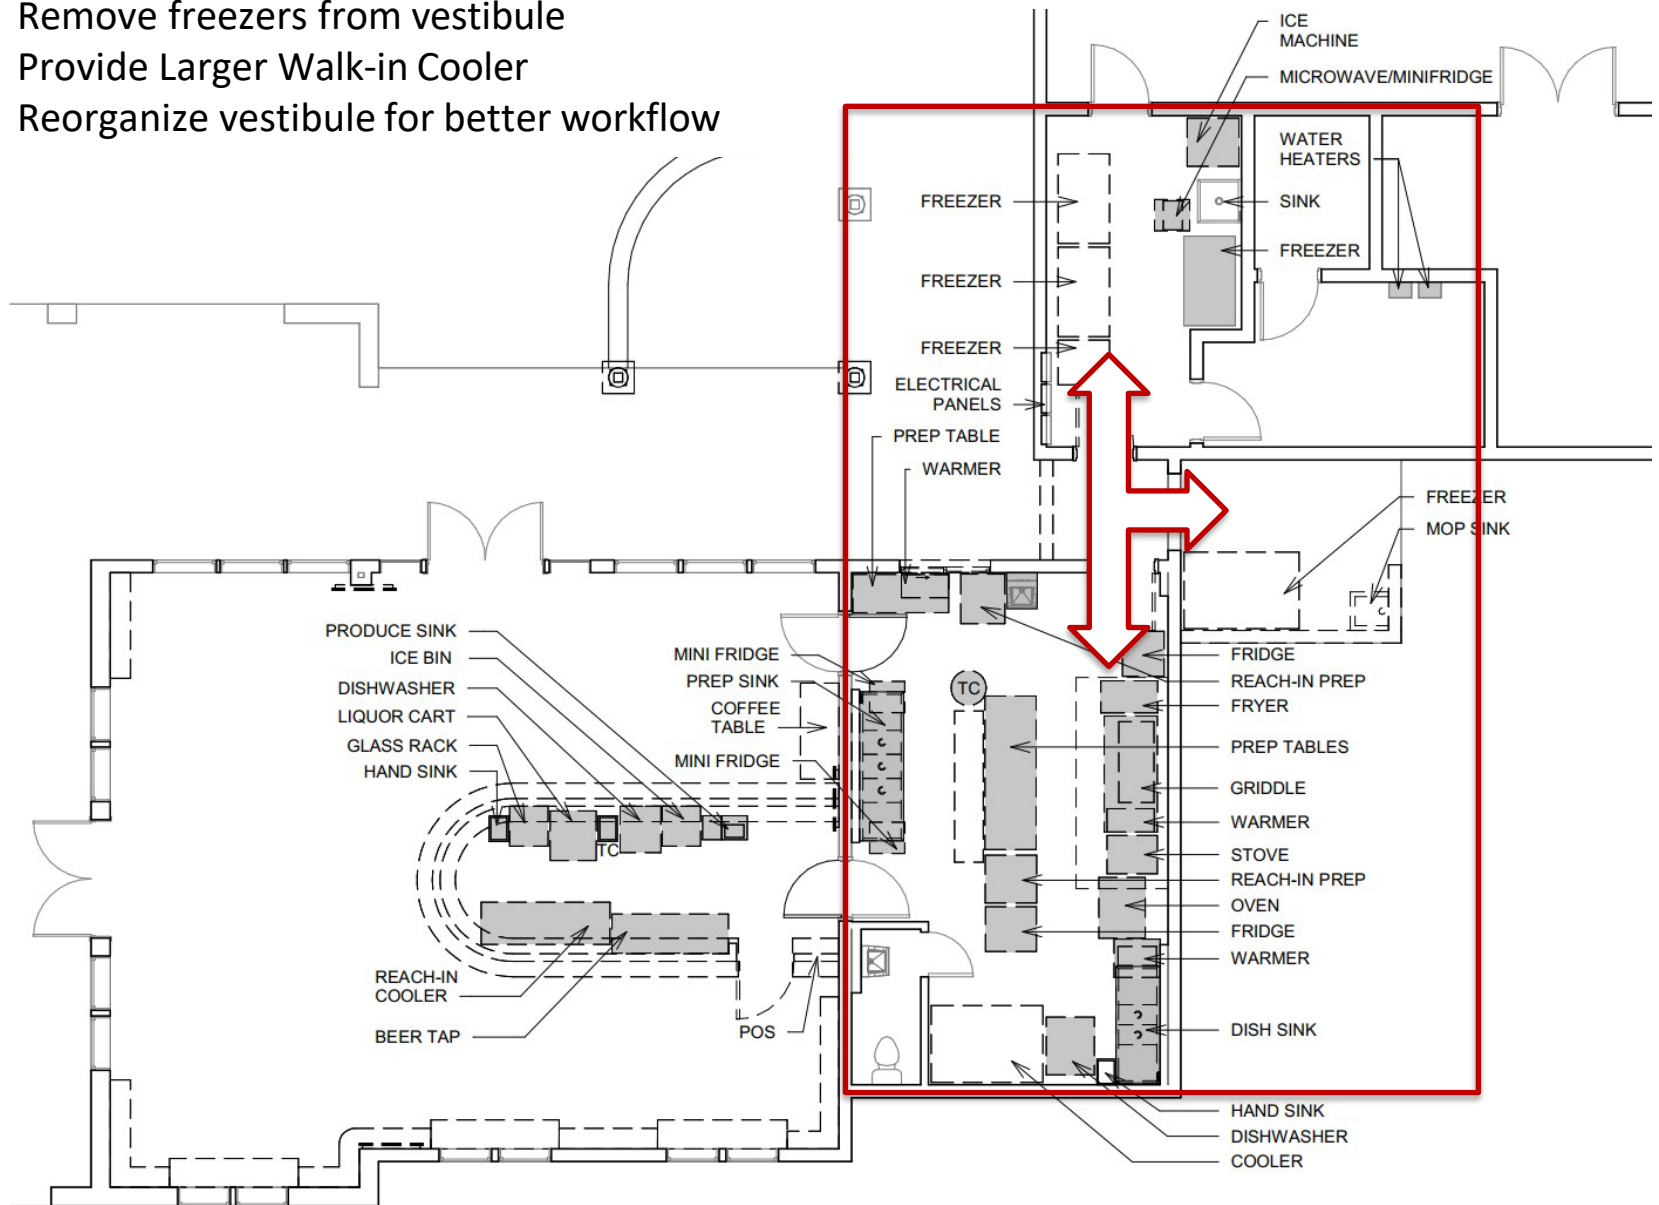 Remove freezers from vestibule
Provide Larger Walk-in Cooler
Reorganize vestibule for better workflow
ICE
MACHINE
MICROWAVE/MINIFRIDGE
WATER
HEATERS
SINK
FREEZER
FREEZER
FREEZER
FREEZER
ELECTRICAL
PANELS
PREP TABLE
WARMER
FREEZER
MOP SINK
PRODUCE SINK
ICE BIN
DISHWASHER
LIQUOR CART
GLASS RACK
HAND SINK
TC
REACH-IN
COOLER
BEER TAP
POS
MINI FRIDGE
PREP SINK
COFFEE
TABLE
MINI FRIDGE
TC
FRIDGE
REACH-IN PREP
FRYER
PREP TABLES
GRIDDLE
WARMER
STOVE
REACH-IN PREP
OVEN
FRIDGE
WARMER
DISH SINK
HAND SINK
DISHWASHER
COOLER